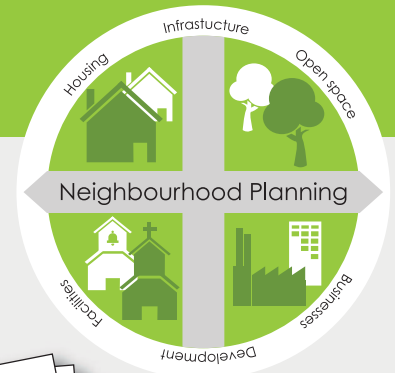 Housing
Infrastucture
Open space
Neighbourhood Planning
Facilities
Development
Businesses